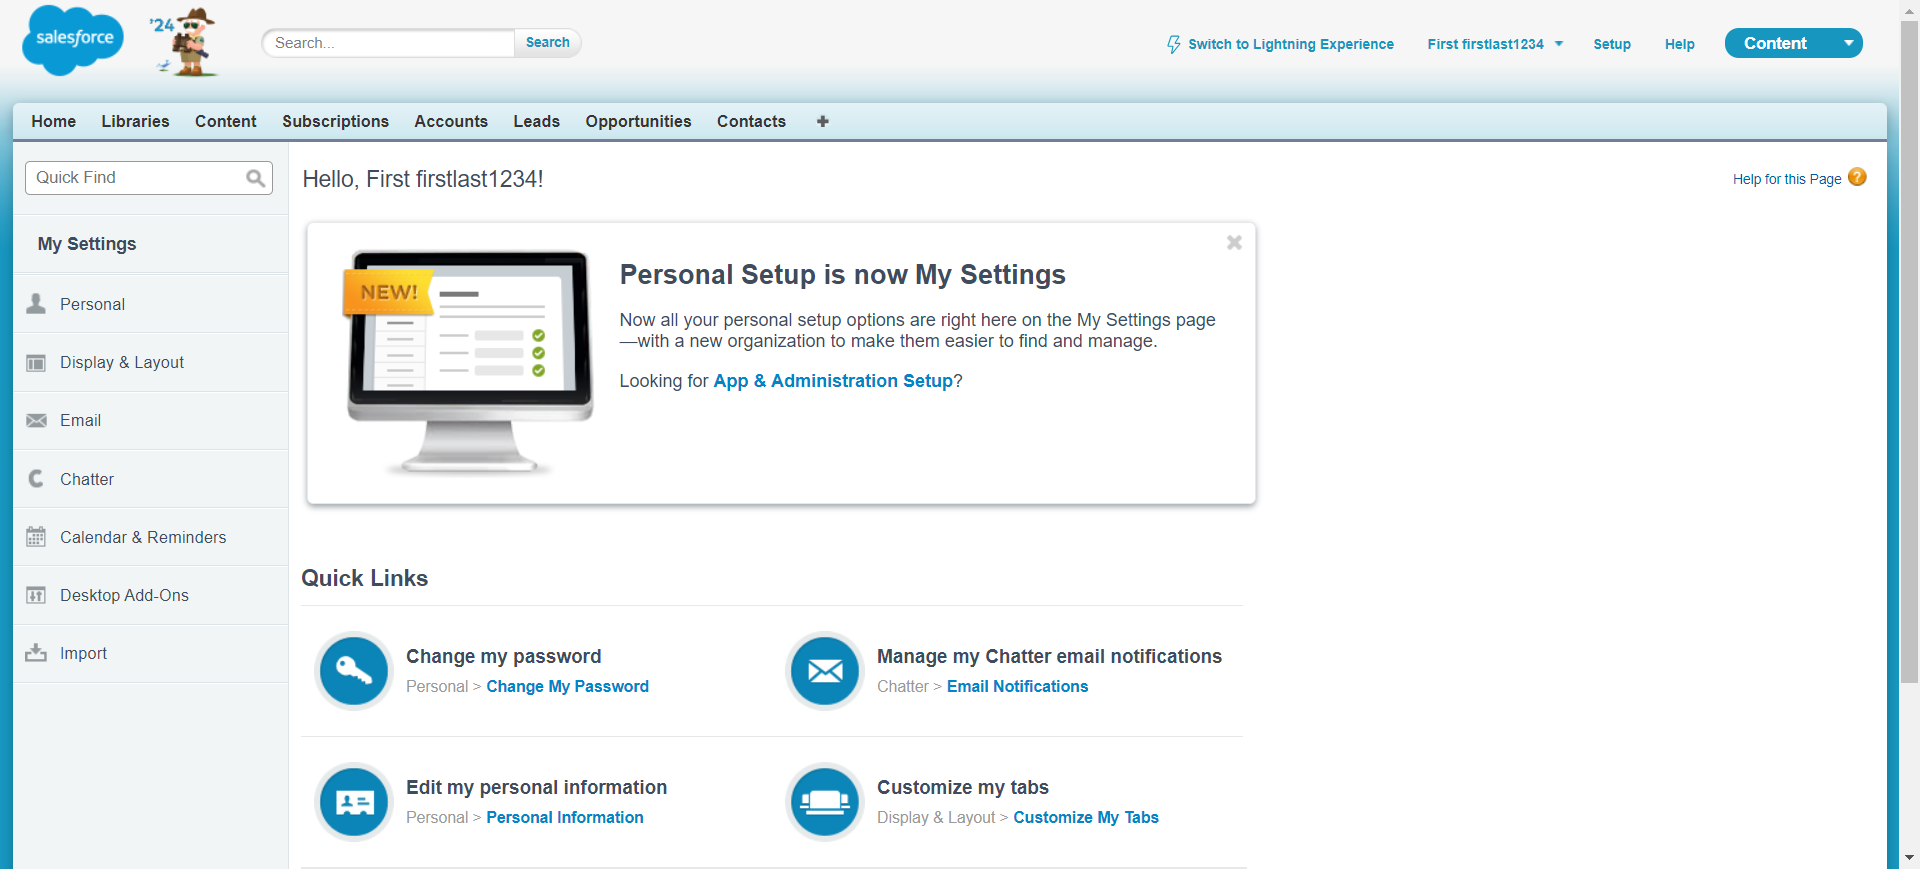 salesforce
'24
Search...
Search
Switch to Lightning Experience
First firstlast1234
Setup
Help
Content
Home
Libraries
Content
Subscriptions
Accounts
Leads
Opportunities
Contacts
Quick Find
My Settings
Personal
Display & Layout
Email
Chatter
Calendar & Reminders
Desktop Add-Ons
Import
Hello, First firstlast1234!
Help for this Page
?
NEW!
Personal Setup is now My Settings
Now all your personal setup options are right here on the My Settings page
—with a new organization to make them easier to find and manage.
Looking for App & Administration Setup?
Quick Links
Change my password
Personal > Change My Password
Manage my Chatter email notifications
Chatter > Email Notifications
Edit my personal information
Personal > Personal Information
Customize my tabs
Display & Layout > Customize My Tabs